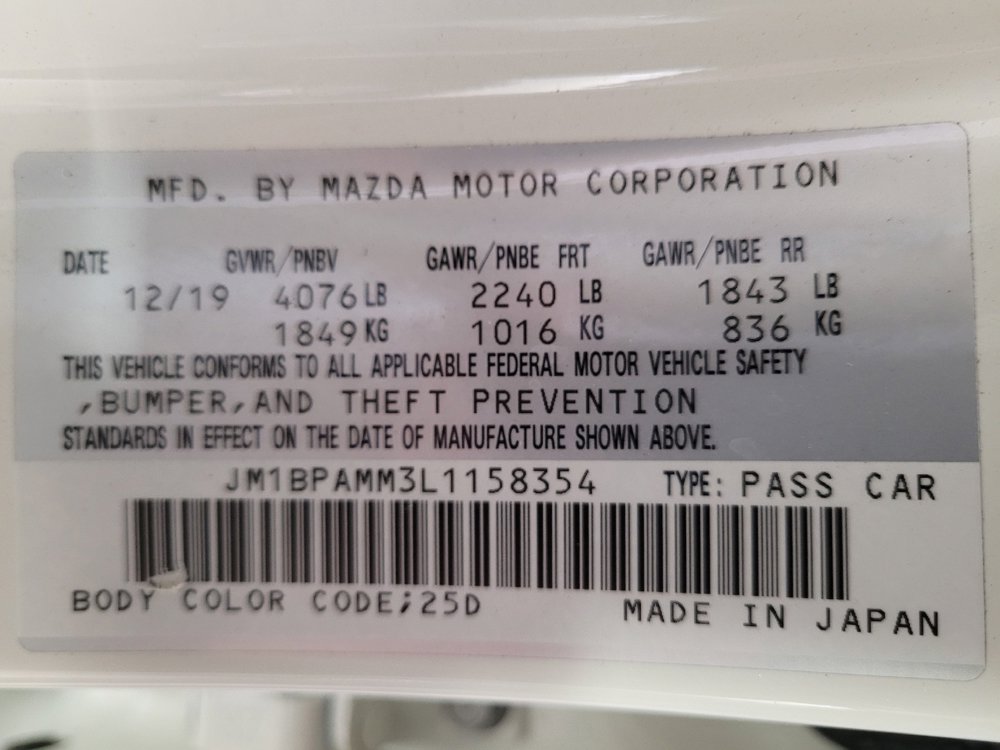 MFD. BY MAZDA MOTOR CORPORATION
DATE GVWR/PNBV GAWR/PNBE FRT GAWR/PNBE RR
12/19 4076 LB 2240 LB 1843 LB
1849 KG 1016 KG 836 KG
THIS VEHICLE CONFORMS TO ALL APPLICABLE FEDERAL MOTOR VEHICLE SAFETY
,BUMPER,AND THEFT PREVENTION
STANDARDS IN EFFECT ON THE DATE OF MANUFACTURE SHOWN ABOVE.
JM1BPAMM3L1158354 TYPE: PASS CAR
BODY COLOR CODE;25D MADE IN JAPAN